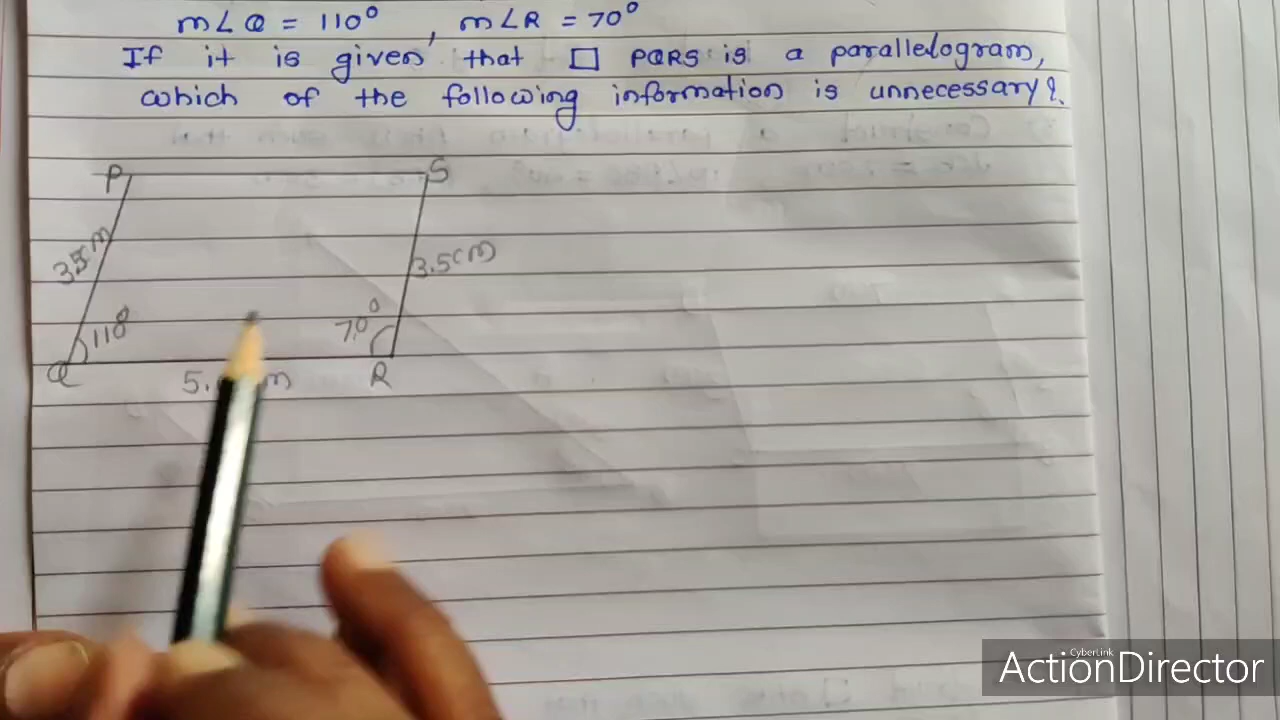 m∠Q = 110°, m∠R = 70°
If it is given that □ PQRS is a parallelogram,
which of the following information is unnecessary?.
P S
3.5cm 3.5cm
110° 70°
Q R
CyberLink
ActionDirector